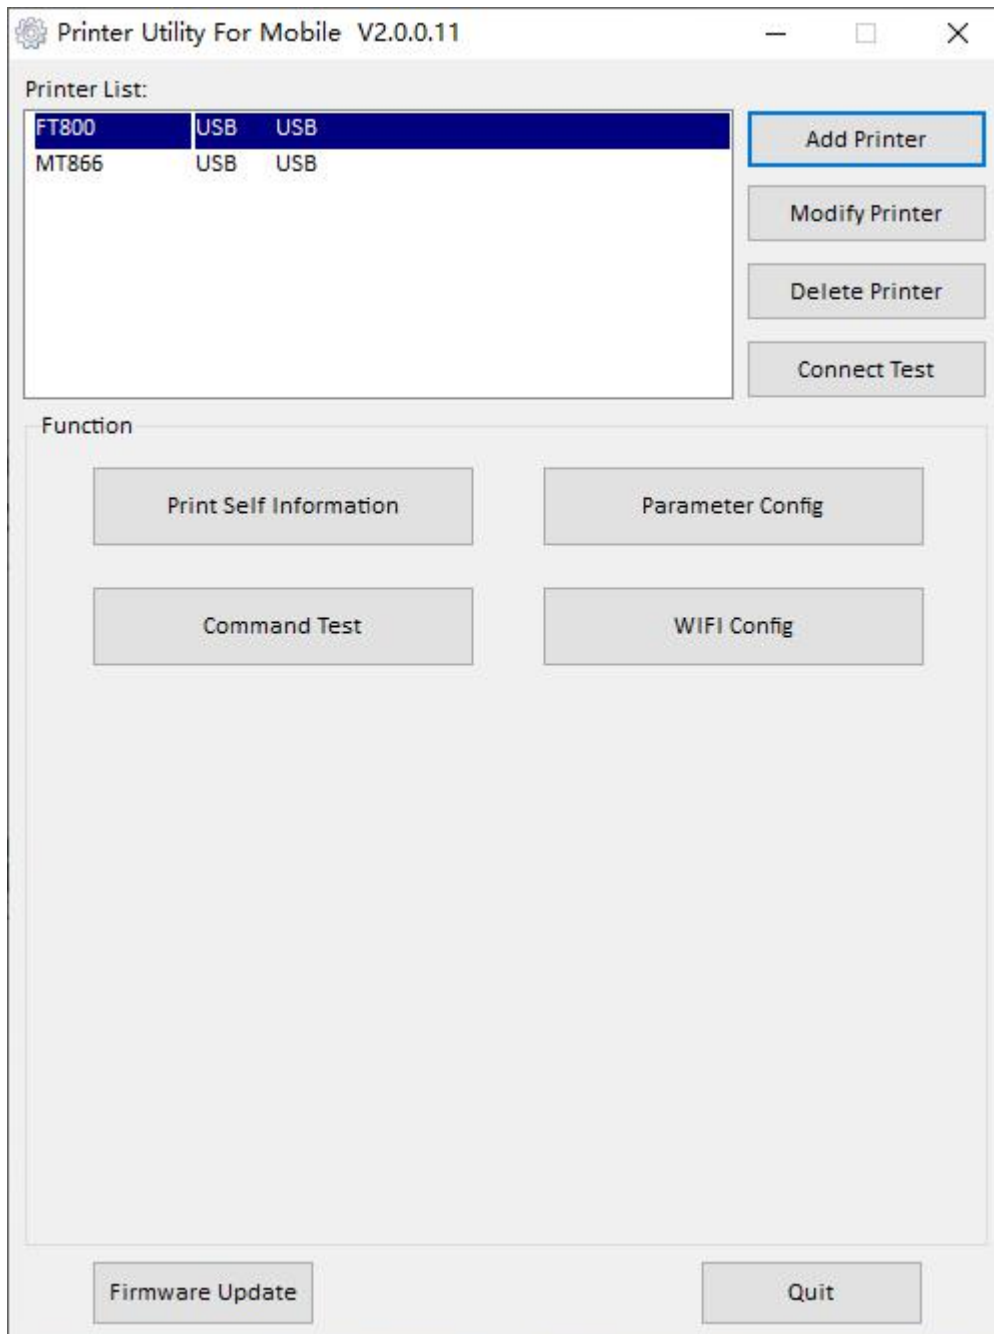 Printer Utility For Mobile V2.0.0.11
Printer List:
FT800 USB USB
MT866 USB USB
Add Printer
Modify Printer
Delete Printer
Connect Test
Function
Print Self Information
Parameter Config
Command Test
WIFI Config
Firmware Update
Quit